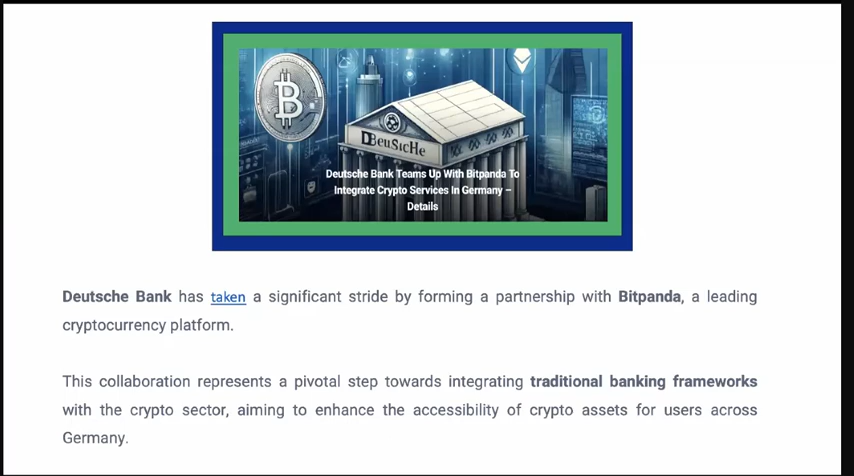 DBeuSicHe
Deutsche Bank Teams Up With Bitpanda To
Integrate Crypto Services In Germany –
Details
Deutsche Bank has taken a significant stride by forming a partnership with Bitpanda, a leading
cryptocurrency platform.
This collaboration represents a pivotal step towards integrating traditional banking frameworks
with the crypto sector, aiming to enhance the accessibility of crypto assets for users across
Germany.